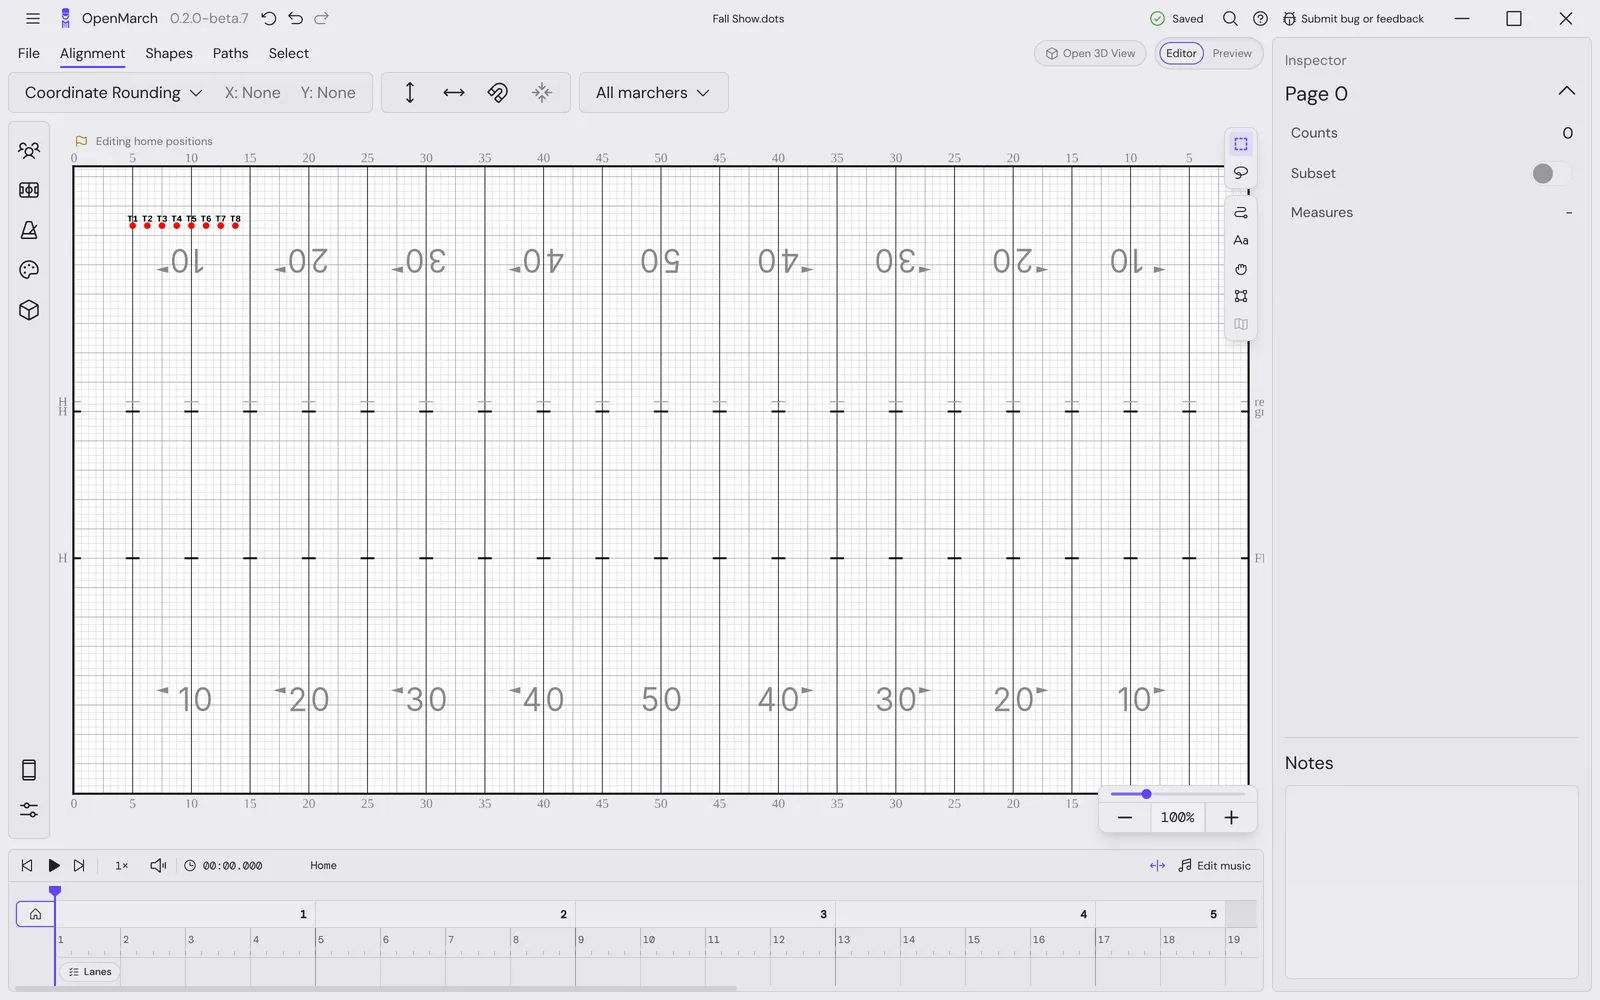 OpenMarch 0.2.0-beta.7
Fall Show.dots
Saved
Submit bug or feedback
File Alignment Shapes Paths Select
Open 3D View
Editor Preview
Coordinate Rounding X: None Y: None
All marchers
Inspector
Page 0
Counts 0
Subset
Measures -
Editing home positions
0 5 10 15 20 25 30 35 40 45 50 45 40 35 30 25 20 15 10 5
T1 T2 T3 T4 T5 T6 T7 T8
10 20 30 40 50 40 30 20 10
Aa
H re
H gr
H Fl
10 20 30 40 50 40 30 20 10
0 5 10 15 20 25 30 35 40 45 50 45 40 35 30 25 20 15
100%
Notes
1× 00:00.000 Home
Edit music
1 2 3 4 5
1 2 3 4 5 6 7 8 9 10 11 12 13 14 15 16 17 18 19
Lanes